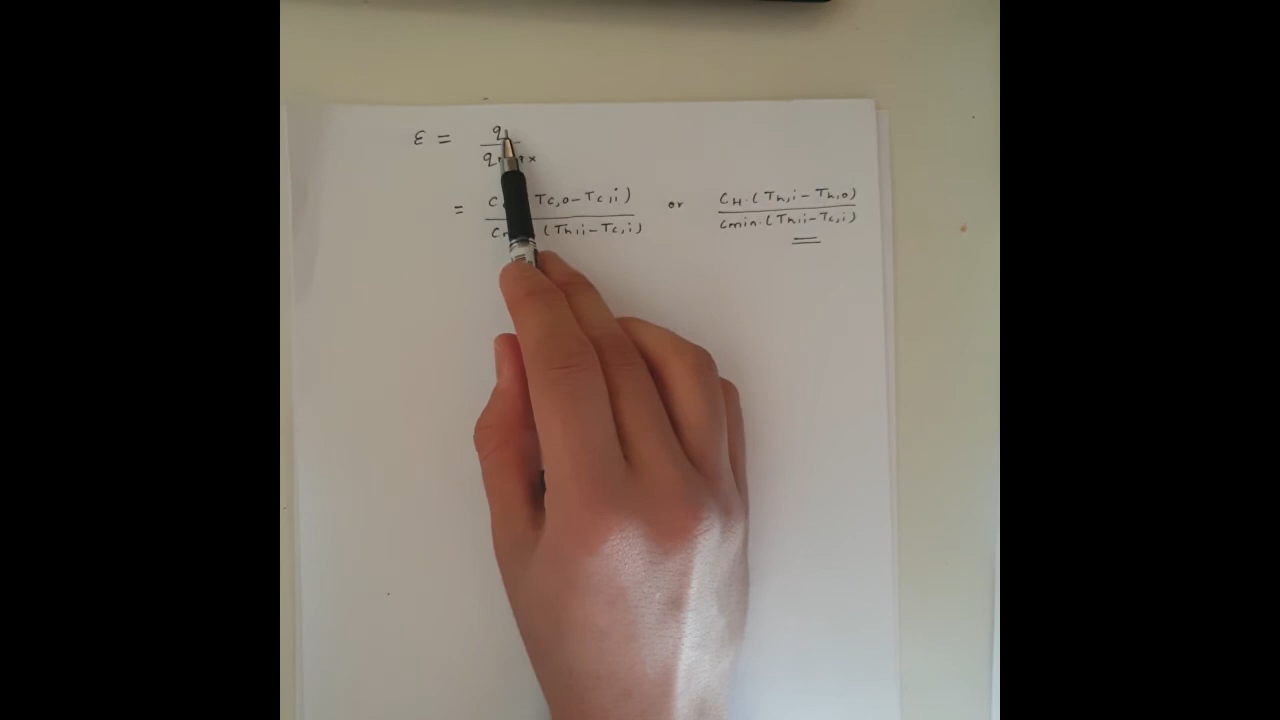 ε = q / q x
= C ( Tc,o − Tc,i ) / C ( Th,i − Tc,i ) or CH · ( Th,i − Th,o ) / Cmin · ( Th,i − Tc,i )